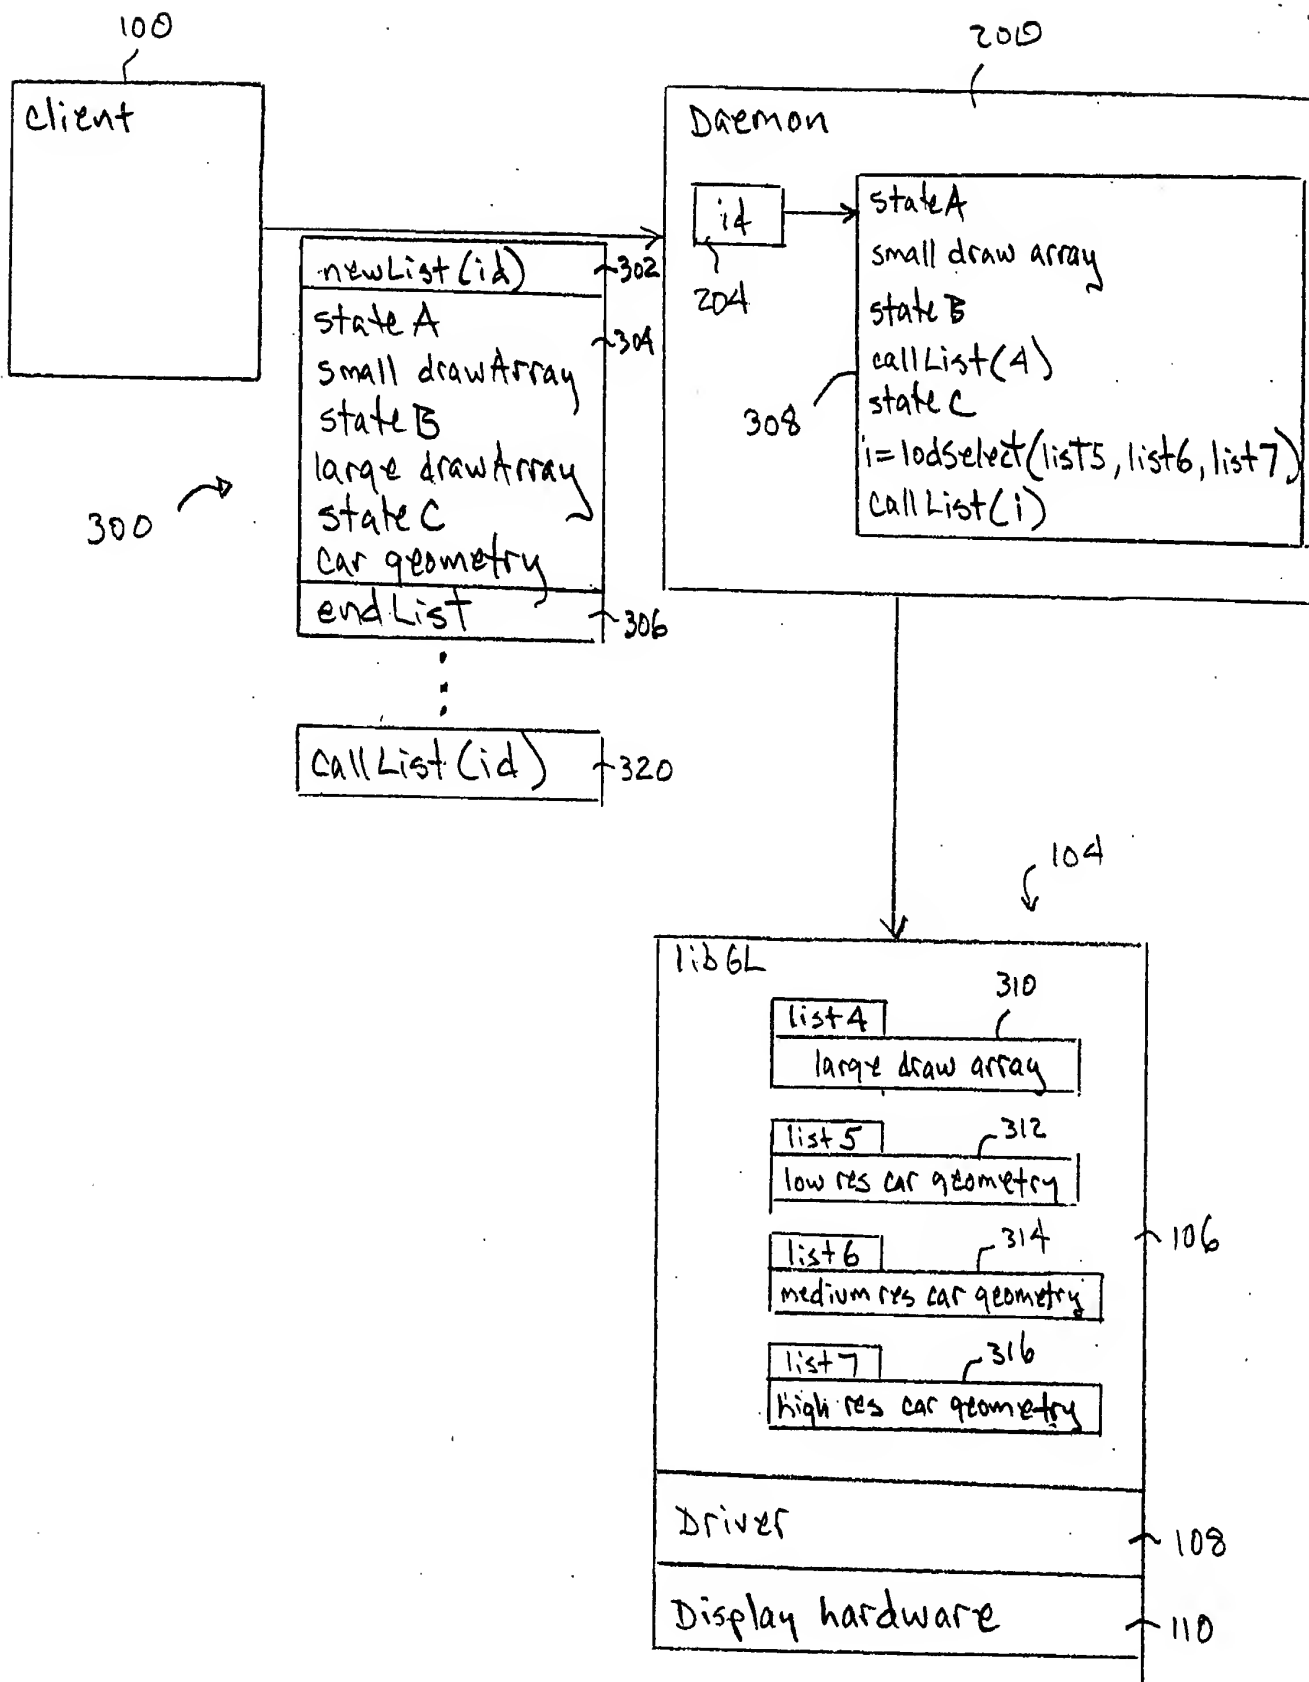 100
client
200
Daemon
id
204
stateA
small draw array
state B
callList(4)
state C
i=lodSelect(list5, list6, list7)
callList(i)
308
newList(id)
302
state A
small drawArray
state B
large drawArray
state C
car geometry
304
endList
306
300
callList(id)
320
104
libGL
list4
310
large draw array
list5
312
low res car geometry
list6
314
medium res car geometry
list7
316
high res car geometry
106
Driver
108
Display hardware
110